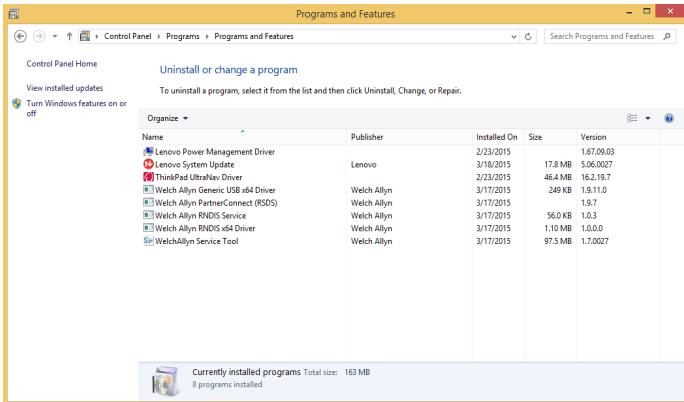 Programs and Features
Control Panel ▸ Programs ▸ Programs and Features
Search Programs and Features
Control Panel Home
View installed updates
Turn Windows features on or
off
Uninstall or change a program
To uninstall a program, select it from the list and then click Uninstall, Change, or Repair.
Organize
Name Publisher Installed On Size Version
Lenovo Power Management Driver 2/23/2015 1.67.09.03
Lenovo System Update Lenovo 3/18/2015 17.8 MB 5.06.0027
ThinkPad UltraNav Driver 2/23/2015 46.4 MB 16.2.19.7
Welch Allyn Generic USB x64 Driver Welch Allyn 3/17/2015 249 KB 1.9.11.0
Welch Allyn PartnerConnect (RSDS) Welch Allyn 3/17/2015 1.9.7
Welch Allyn RNDIS Service Welch Allyn 3/17/2015 56.0 KB 1.0.3
Welch Allyn RNDIS x64 Driver Welch Allyn 3/17/2015 1.10 MB 1.0.0.0
WelchAllyn Service Tool Welch Allyn 3/17/2015 97.5 MB 1.7.0027
Currently installed programs Total size: 163 MB
8 programs installed